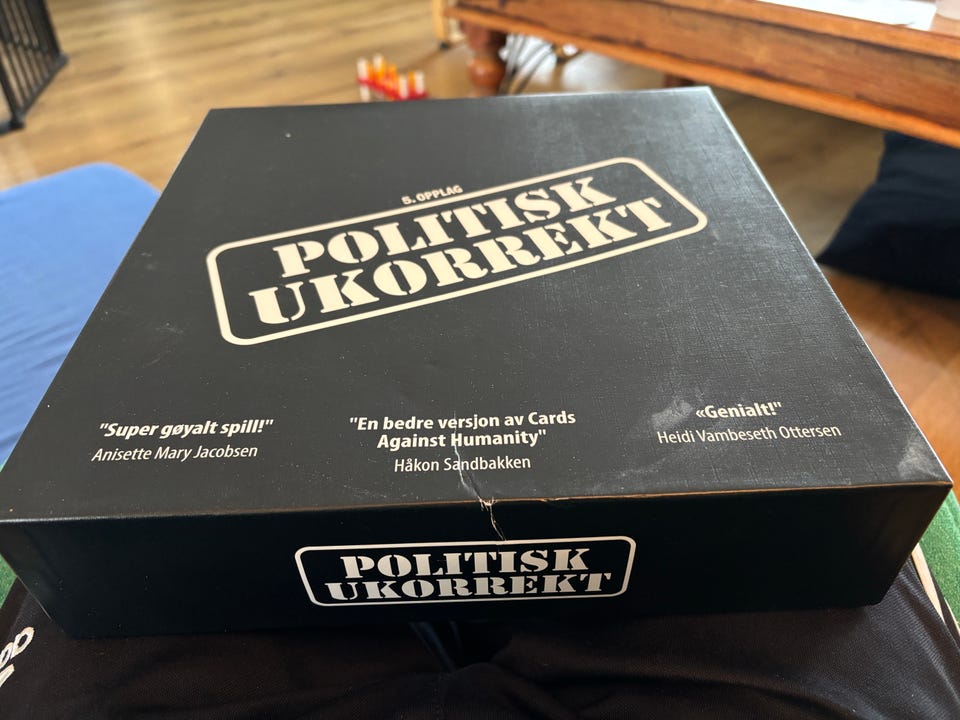 5. OPPLAG
POLITISK
UKORREKT
"Super gøyalt spill!"
Anisette Mary Jacobsen
"En bedre versjon av Cards
Against Humanity"
Håkon Sandbakken
«Genialt!"
Heidi Vambeseth Ottersen
POLITISK
UKORREKT